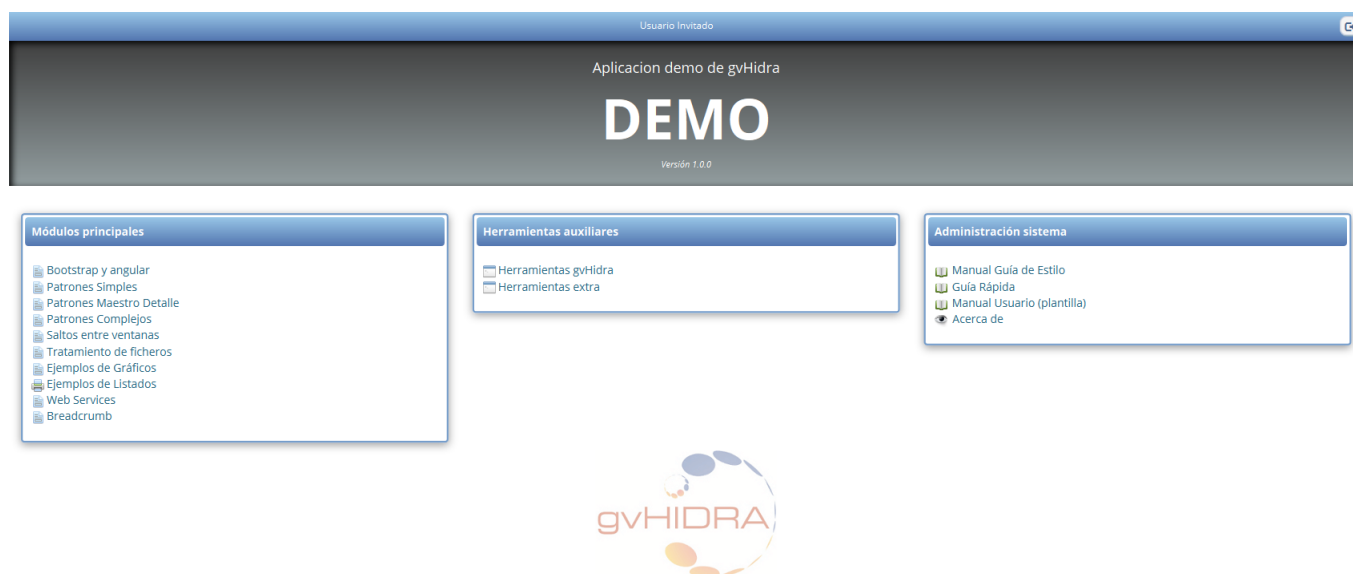 Usuario Invitado
Aplicacion demo de gvHidra
DEMO
Versión 1.0.0
Módulos principales
Bootstrap y angular
Patrones Simples
Patrones Maestro Detalle
Patrones Complejos
Saltos entre ventanas
Tratamiento de ficheros
Ejemplos de Gráficos
Ejemplos de Listados
Web Services
Breadcrumb
Herramientas auxiliares
Herramientas gvHidra
Herramientas extra
Administración sistema
Manual Guía de Estilo
Guía Rápida
Manual Usuario (plantilla)
Acerca de
gvHIDRA